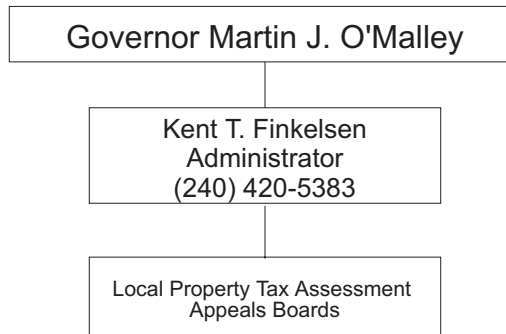 Governor Martin J. O'Malley
Kent T. Finkelsen
Administrator
(240) 420-5383
Local Property Tax Assessment
Appeals Boards